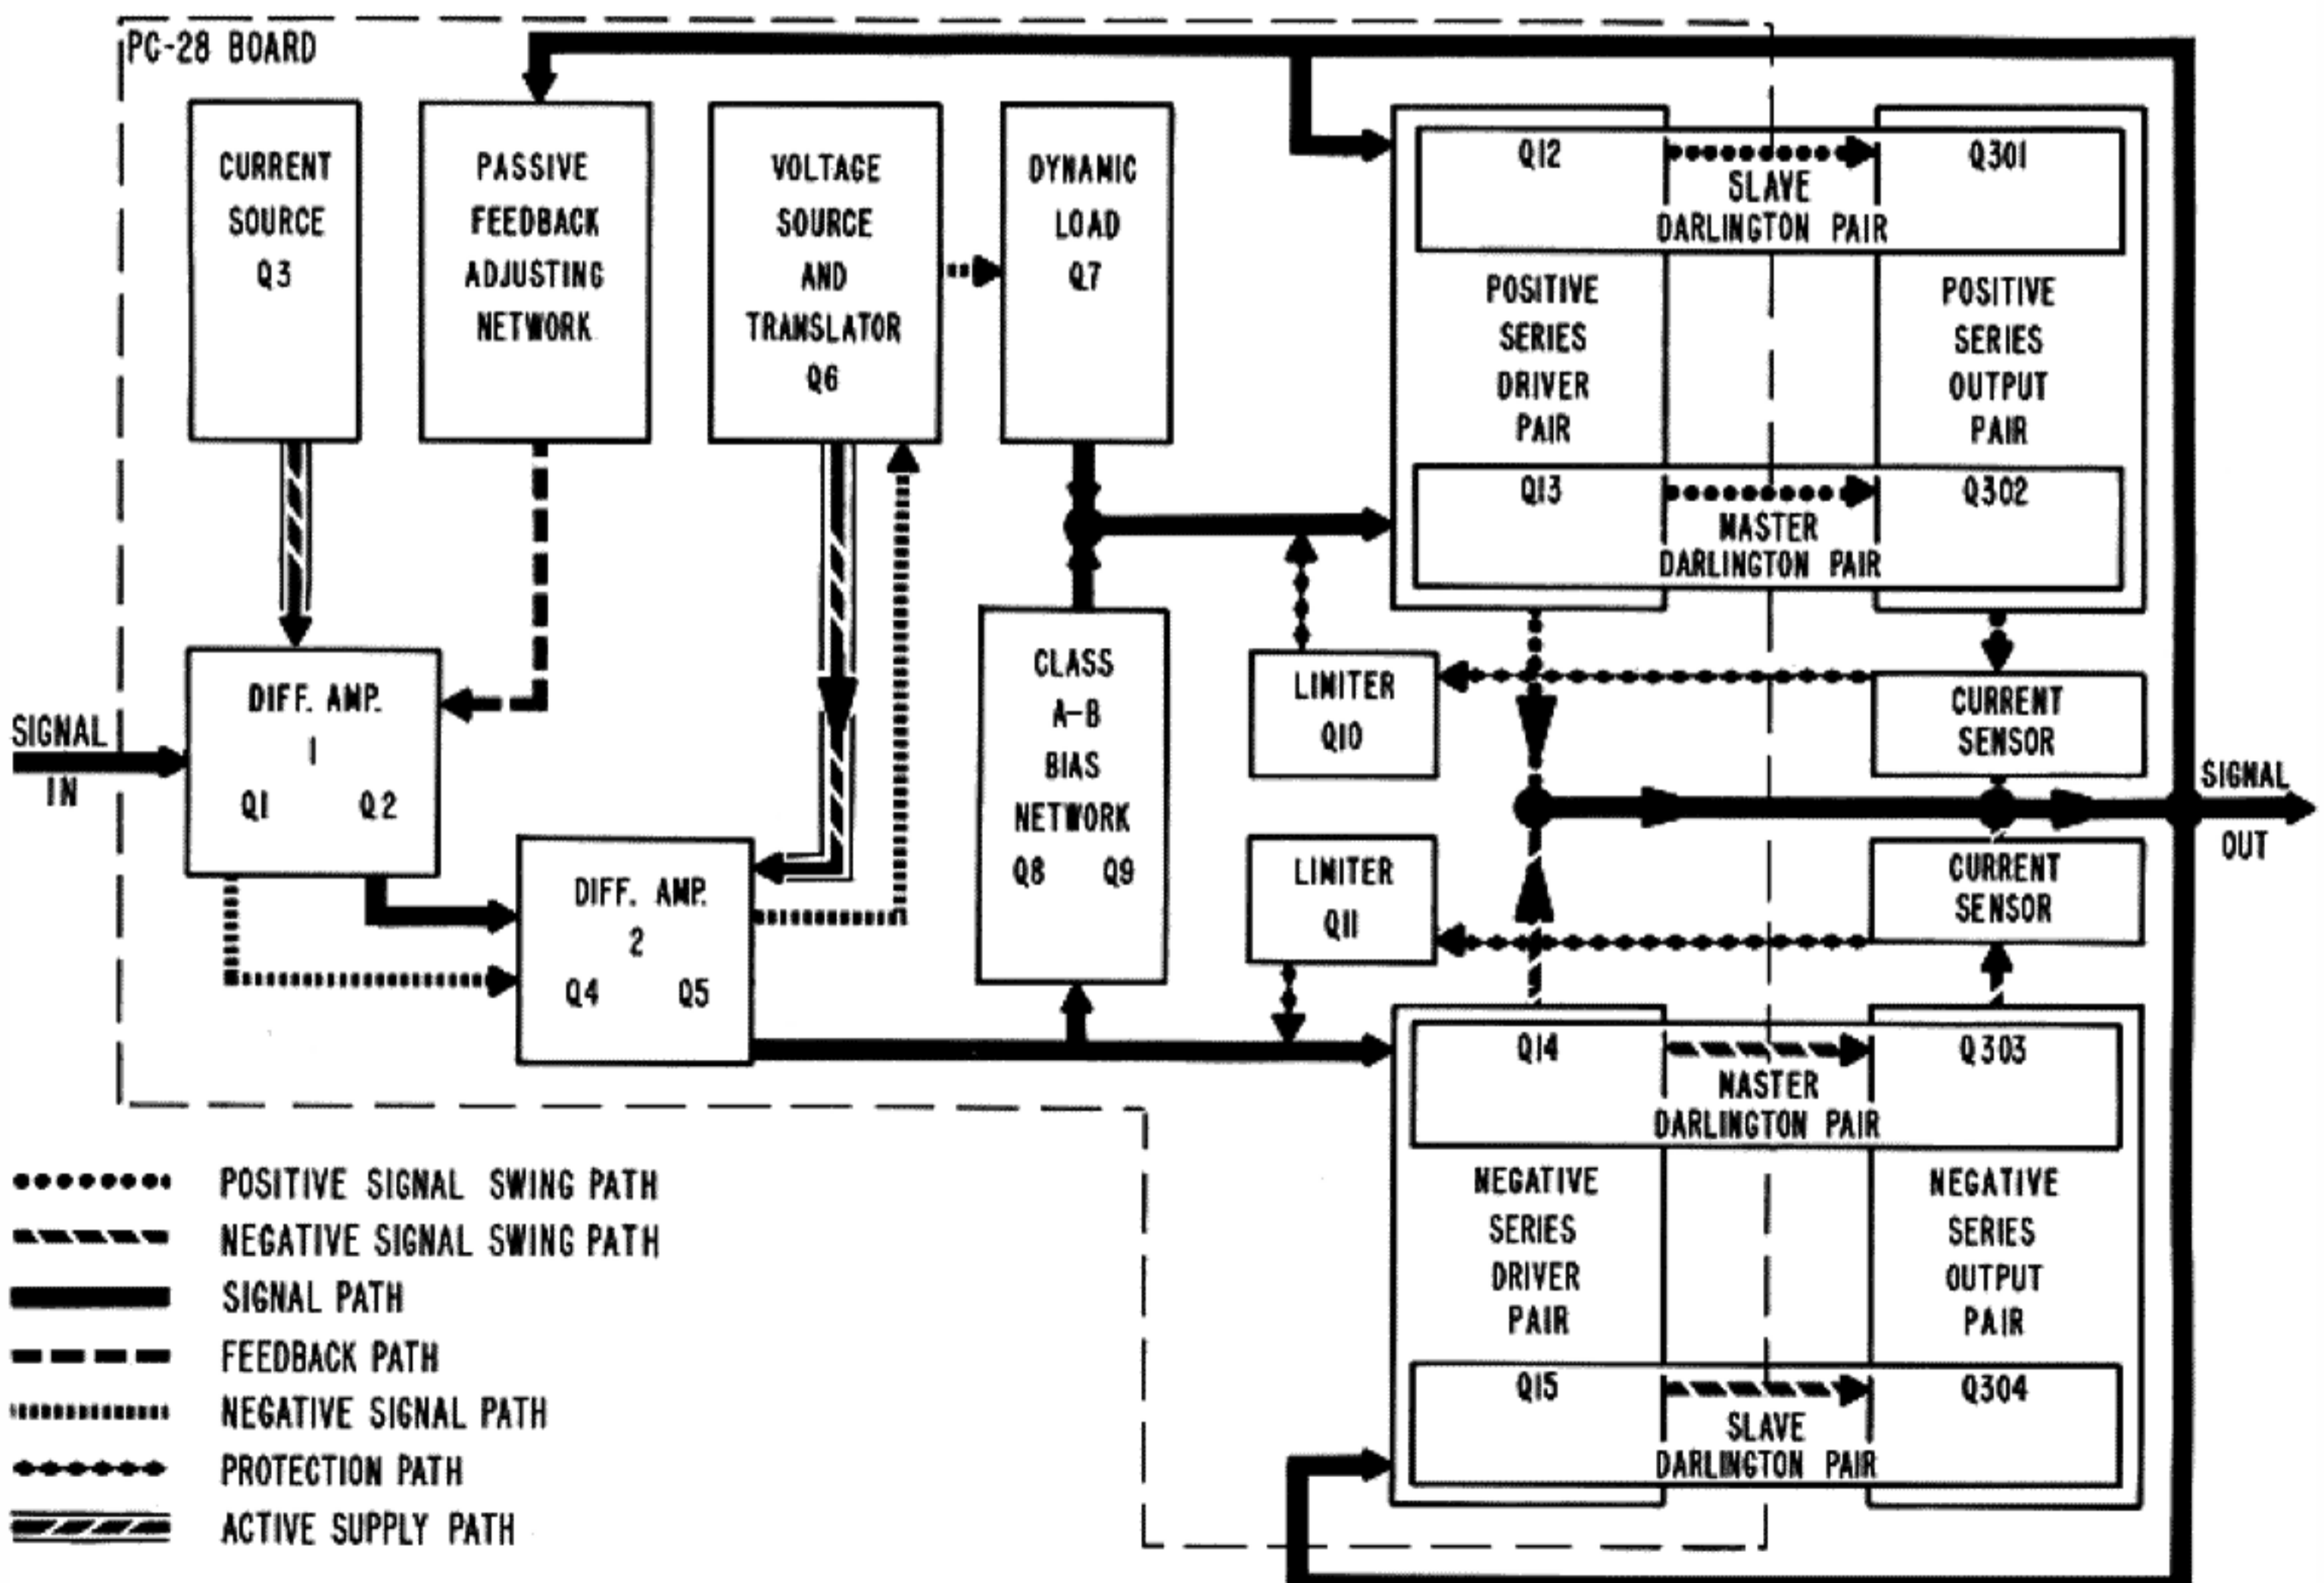 PC-28 BOARD
CURRENT
SOURCE
Q3
PASSIVE
FEEDBACK
ADJUSTING
NETWORK
VOLTAGE
SOURCE
AND
TRANSLATOR
Q6
DYNAMIC
LOAD
Q7
Q12
Q301
SLAVE
DARLINGTON PAIR
POSITIVE
SERIES
DRIVER
PAIR
POSITIVE
SERIES
OUTPUT
PAIR
Q13
Q302
MASTER
DARLINGTON PAIR
SIGNAL
IN
DIFF. AMP.
1
Q1 Q2
DIFF. AMP.
2
Q4 Q5
CLASS
A-B
BIAS
NETWORK
Q8 Q9
LIMITER
Q10
CURRENT
SENSOR
SIGNAL
OUT
LIMITER
Q11
CURRENT
SENSOR
Q14
Q303
MASTER
DARLINGTON PAIR
NEGATIVE
SERIES
DRIVER
PAIR
NEGATIVE
SERIES
OUTPUT
PAIR
Q15
Q304
SLAVE
DARLINGTON PAIR
POSITIVE SIGNAL SWING PATH
NEGATIVE SIGNAL SWING PATH
SIGNAL PATH
FEEDBACK PATH
NEGATIVE SIGNAL PATH
PROTECTION PATH
ACTIVE SUPPLY PATH